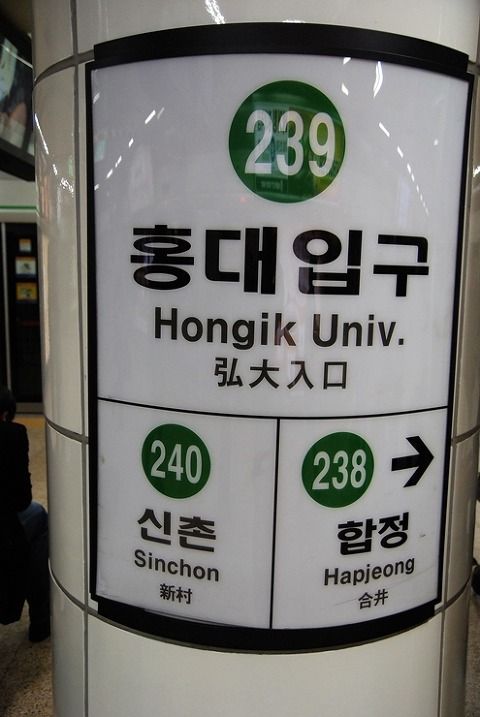 239
홍대입구
Hongik Univ.
弘大入口
240
신촌
Sinchon
新村
238
합정
Hapjeong
合井